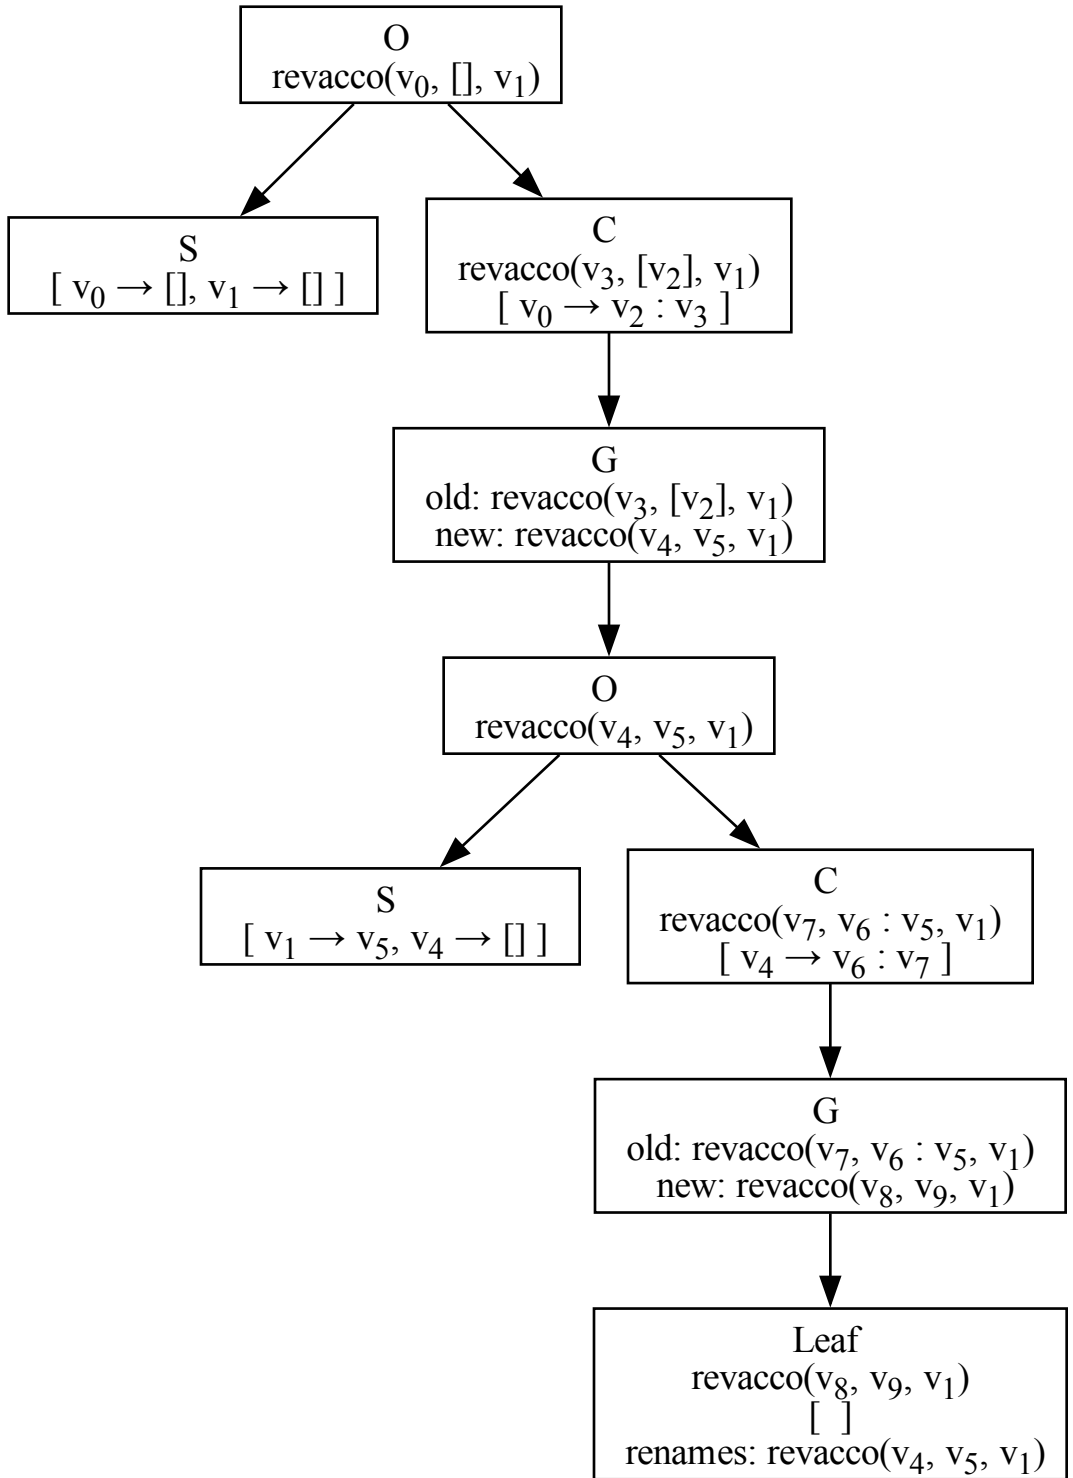 O
revacco(v₀, [], v₁)
S
[ v₀ → [], v₁ → [] ]
C
revacco(v₃, [v₂], v₁)
[ v₀ → v₂ : v₃ ]
G
old: revacco(v₃, [v₂], v₁)
new: revacco(v₄, v₅, v₁)
O
revacco(v₄, v₅, v₁)
S
[ v₁ → v₅, v₄ → [] ]
C
revacco(v₇, v₆ : v₅, v₁)
[ v₄ → v₆ : v₇ ]
G
old: revacco(v₇, v₆ : v₅, v₁)
new: revacco(v₈, v₉, v₁)
Leaf
revacco(v₈, v₉, v₁)
[ ]
renames: revacco(v₄, v₅, v₁)